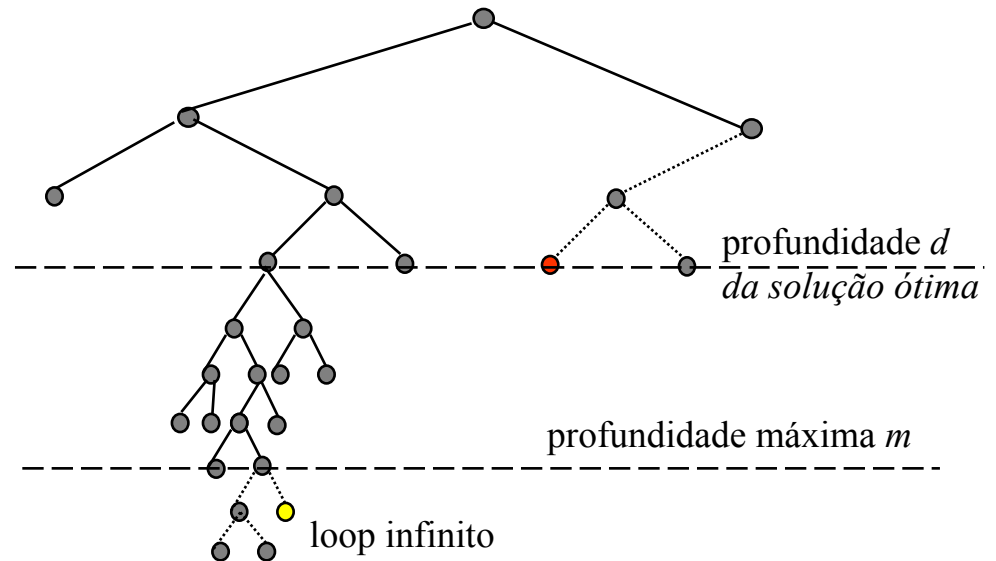 profundidade d
da solução ótima
profundidade máxima m
loop infinito